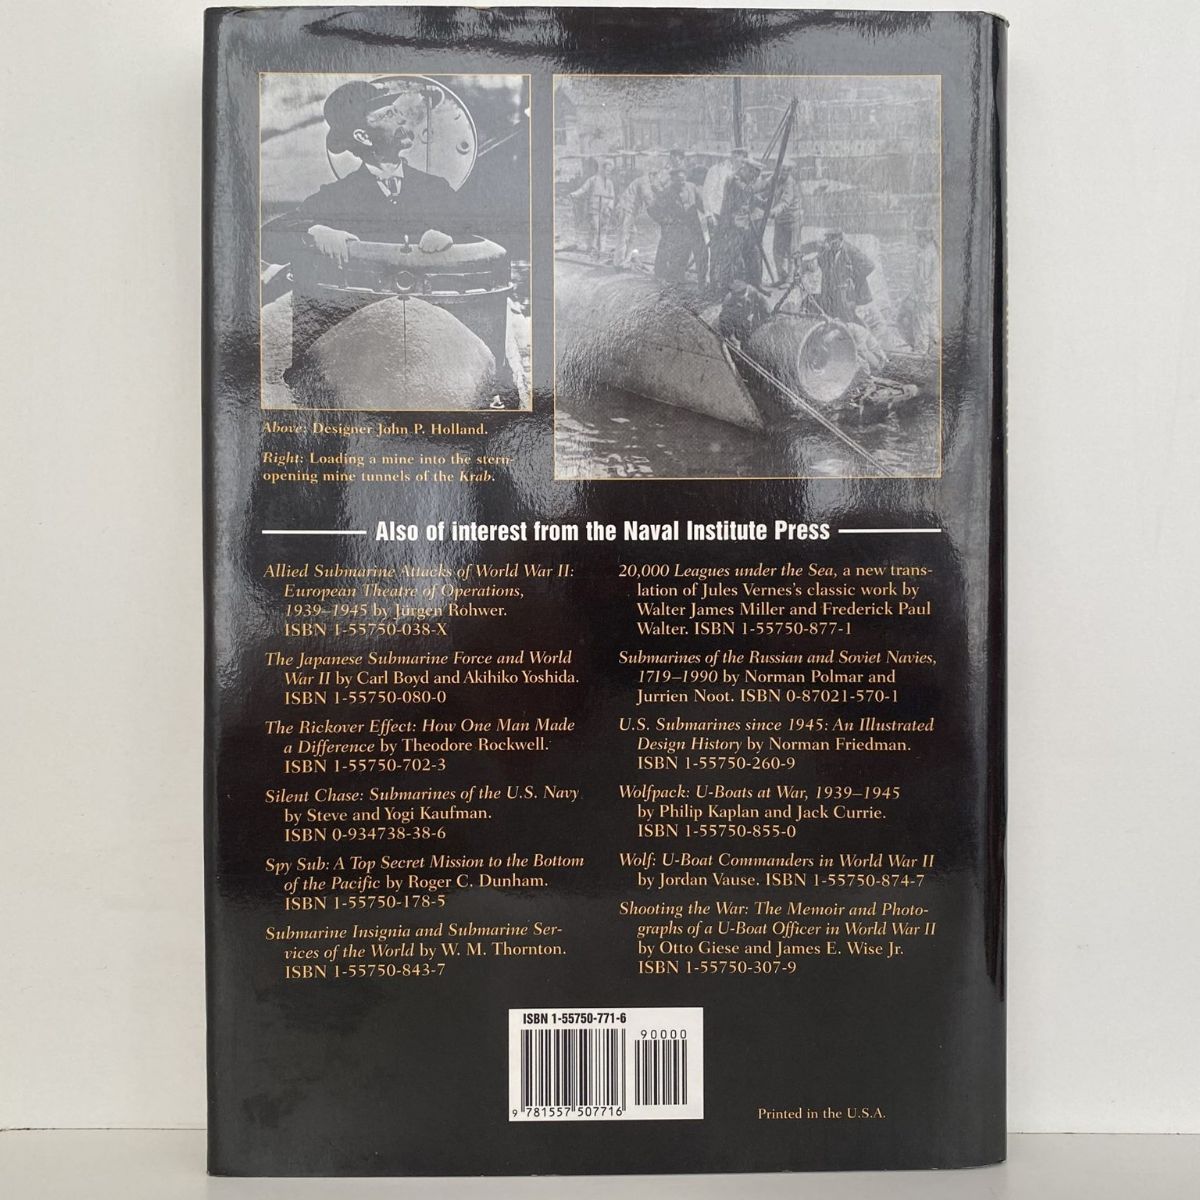 Above: Designer John P. Holland.
Right: Loading a mine into the stern-
opening mine tunnels of the Krab.
Also of interest from the Naval Institute Press
Allied Submarine Attacks of World War II:
European Theatre of Operations,
1939–1945 by Jürgen Rohwer.
ISBN 1-55750-038-X
The Japanese Submarine Force and World
War II by Carl Boyd and Akihiko Yoshida.
ISBN 1-55750-080-0
The Rickover Effect: How One Man Made
a Difference by Theodore Rockwell.
ISBN 1-55750-702-3
Silent Chase: Submarines of the U.S. Navy
by Steve and Yogi Kaufman.
ISBN 0-934738-38-6
Spy Sub: A Top Secret Mission to the Bottom
of the Pacific by Roger C. Dunham.
ISBN 1-55750-178-5
Submarine Insignia and Submarine Ser-
vices of the World by W. M. Thornton.
ISBN 1-55750-843-7
20,000 Leagues under the Sea, a new trans-
lation of Jules Vernes's classic work by
Walter James Miller and Frederick Paul
Walter. ISBN 1-55750-877-1
Submarines of the Russian and Soviet Navies,
1719–1990 by Norman Polmar and
Jurrien Noot. ISBN 0-87021-570-1
U.S. Submarines since 1945: An Illustrated
Design History by Norman Friedman.
ISBN 1-55750-260-9
Wolfpack: U-Boats at War, 1939–1945
by Philip Kaplan and Jack Currie.
ISBN 1-55750-855-0
Wolf: U-Boat Commanders in World War II
by Jordan Vause. ISBN 1-55750-874-7
Shooting the War: The Memoir and Photo-
graphs of a U-Boat Officer in World War II
by Otto Giese and James E. Wise Jr.
ISBN 1-55750-307-9
ISBN 1-55750-771-6
90000
9 781557 507716
Printed in the U.S.A.